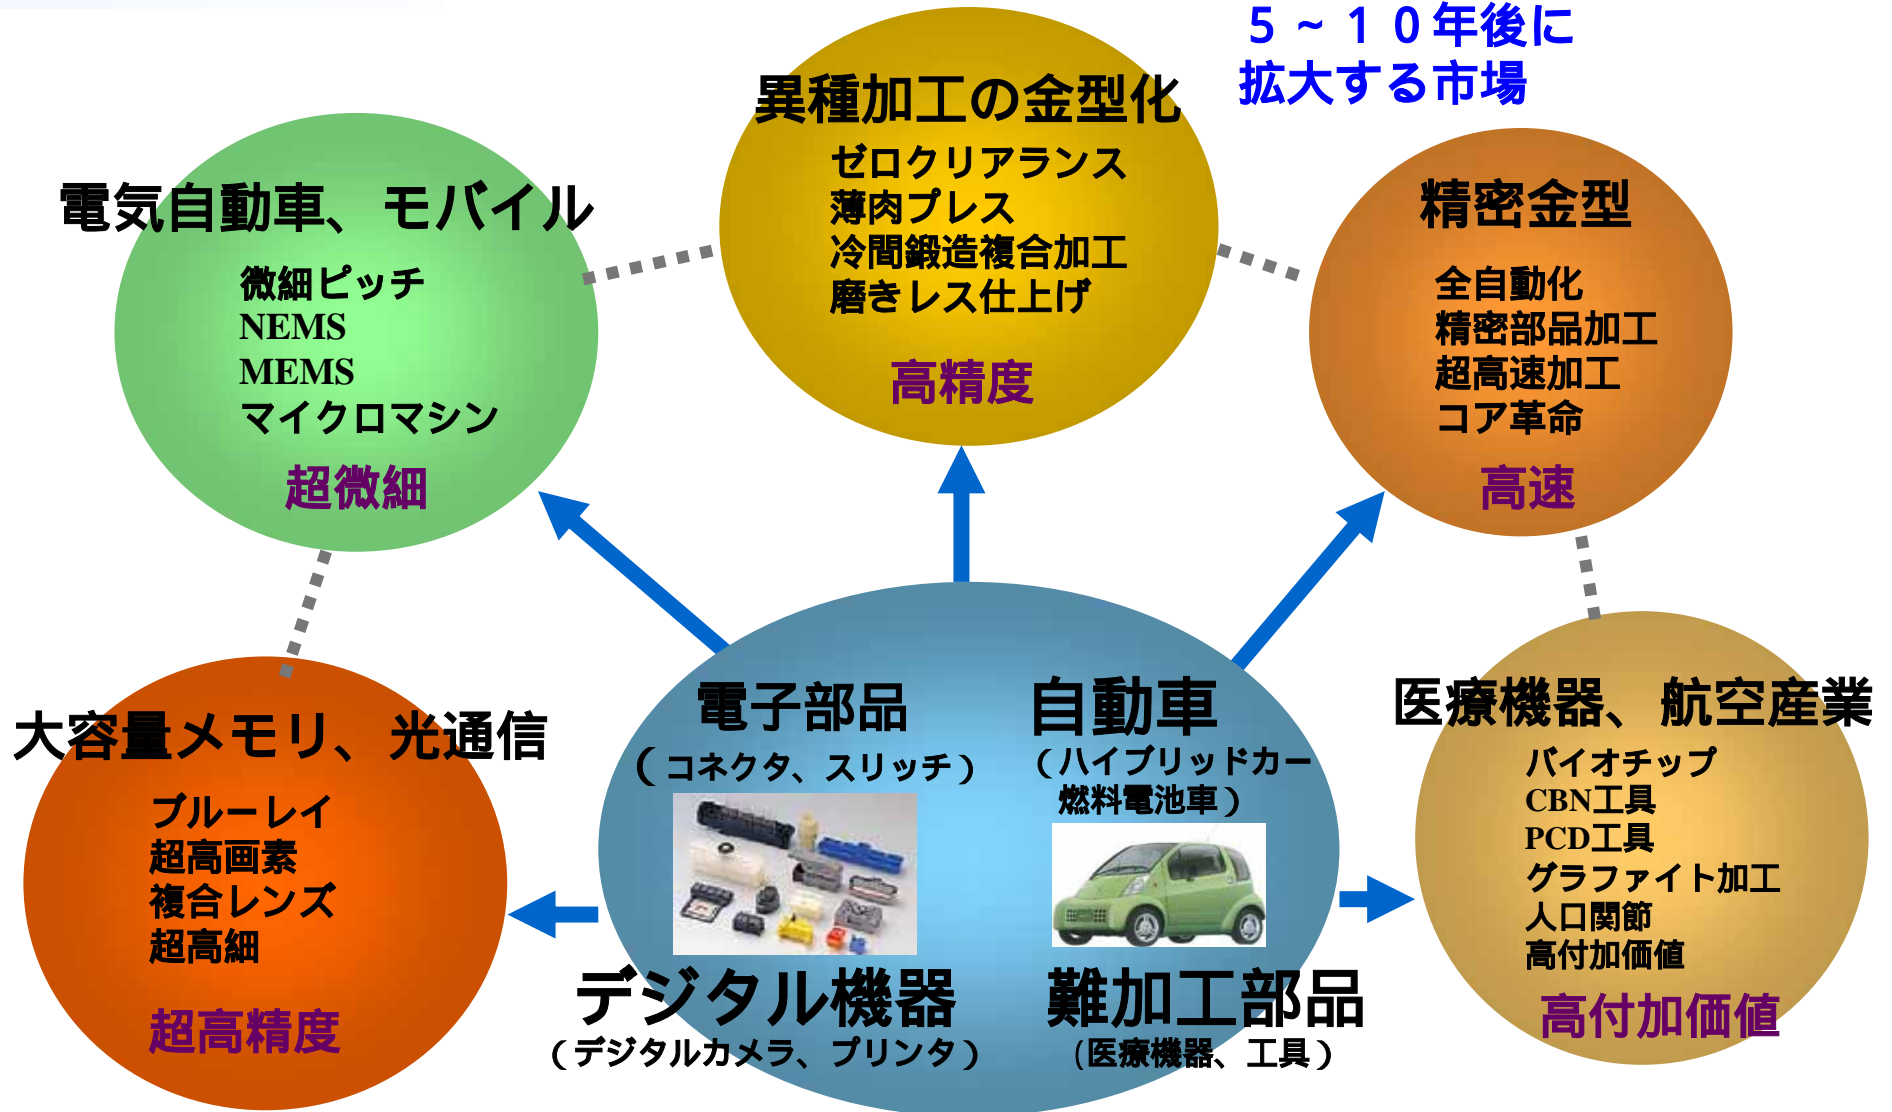 5～10年後に
拡大する市場
異種加工の金型化
ゼロクリアランス
薄肉プレス
冷間鍛造複合加工
磨きレス仕上げ
高精度
電気自動車、モバイル
微細ピッチ
NEMS
MEMS
マイクロマシン
超微細
精密金型
全自動化
精密部品加工
超高速加工
コア革命
高速
大容量メモリ、光通信
ブルーレイ
超高画素
複合レンズ
超高細
超高精度
電子部品
（コネクタ、スリッチ）
自動車
（ハイブリッドカー
燃料電池車）
デジタル機器
（デジタルカメラ、プリンタ）
難加工部品
（医療機器、工具）
医療機器、航空産業
バイオチップ
CBN工具
PCD工具
グラファイト加工
人口関節
高付加価値
高付加価値